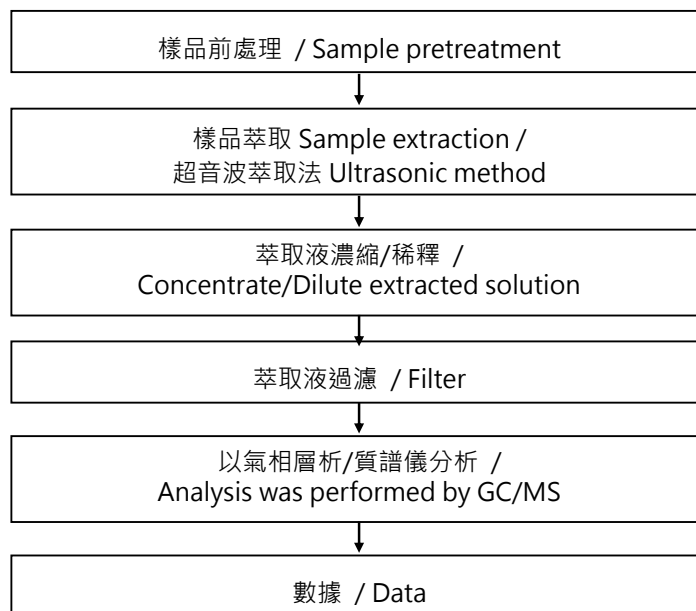 樣品前處理 / Sample pretreatment
樣品萃取 Sample extraction /
超音波萃取法 Ultrasonic method
萃取液濃縮/稀釋 /
Concentrate/Dilute extracted solution
萃取液過濾 / Filter
以氣相層析/質譜儀分析 /
Analysis was performed by GC/MS
數據 / Data